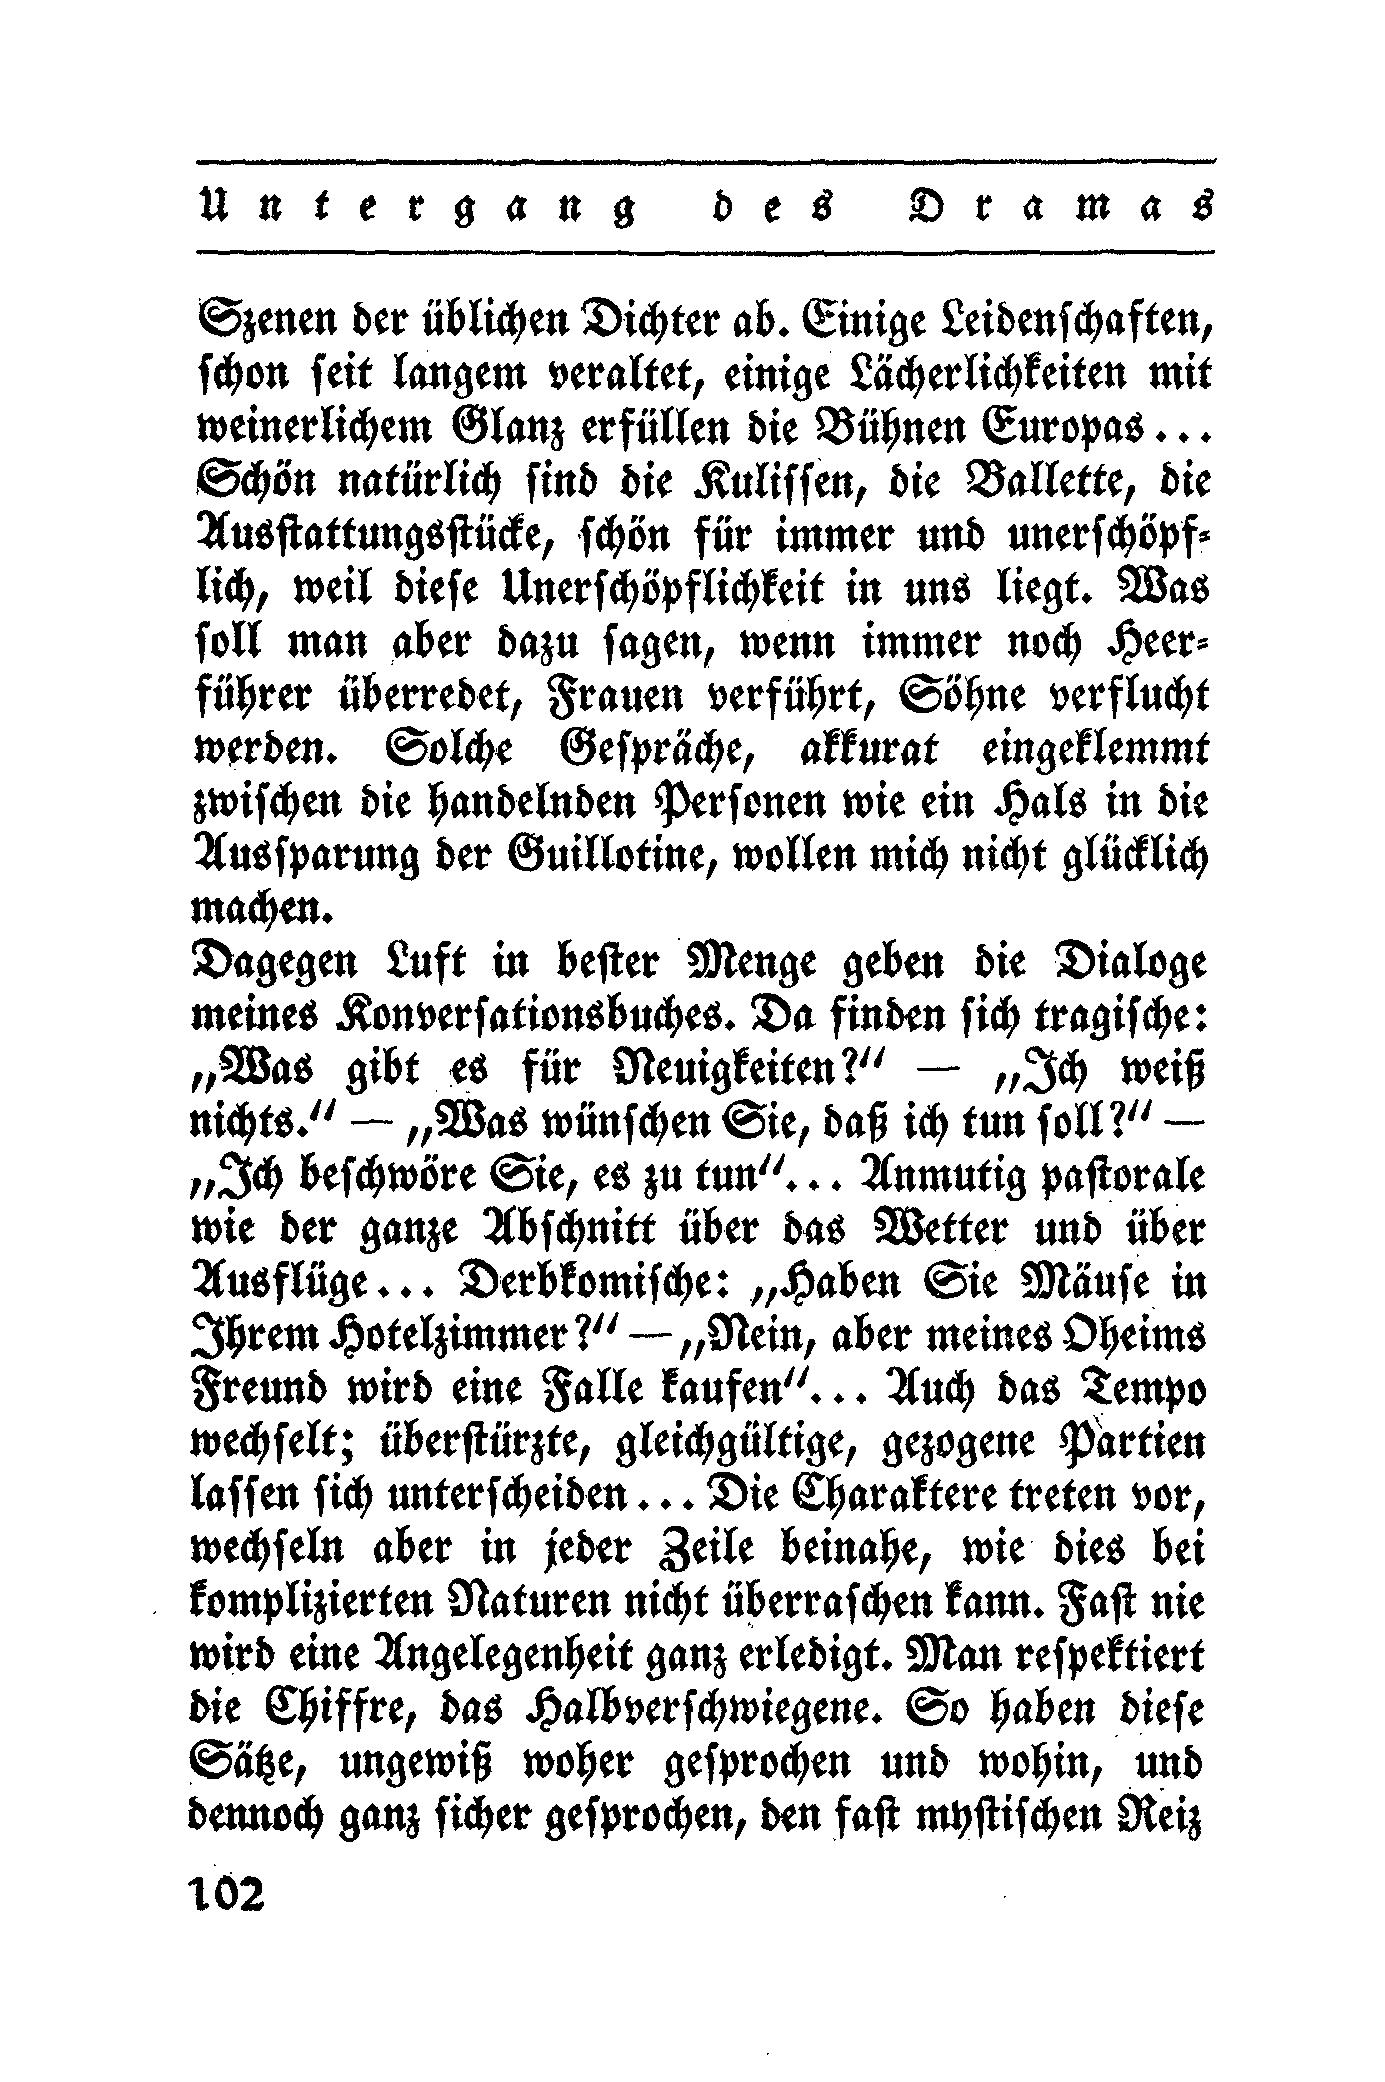 Untergang des Dramas
Szenen der üblichen Dichter ab. Einige Leidenschaften,
schon seit langem veraltet, einige Lächerlichkeiten mit
weinerlichem Glanz erfüllen die Bühnen Europas...
Schön natürlich sind die Kulissen, die Ballette, die
Ausstattungsstücke, schön für immer und unerschöpf-
lich, weil diese Unerschöpflichkeit in uns liegt. Was
soll man aber dazu sagen, wenn immer noch Heer-
führer überredet, Frauen verführt, Söhne verflucht
werden. Solche Gespräche, akkurat eingeklemmt
zwischen die handelnden Personen wie ein Hals in die
Aussparung der Guillotine, wollen mich nicht glücklich
machen.
Dagegen Luft in bester Menge geben die Dialoge
meines Konversationsbuches. Da finden sich tragische:
„Was gibt es für Neuigkeiten?“ — „Ich weiß
nichts.“ — „Was wünschen Sie, daß ich tun soll?“ —
„Ich beschwöre Sie, es zu tun“... Anmutig pastorale
wie der ganze Abschnitt über das Wetter und über
Ausflüge... Derbkomische: „Haben Sie Mäuse in
Ihrem Hotelzimmer?“ — „Nein, aber meines Oheims
Freund wird eine Falle kaufen“... Auch das Tempo
wechselt; überstürzte, gleichgültige, gezogene Partien
lassen sich unterscheiden... Die Charaktere treten vor,
wechseln aber in jeder Zeile beinahe, wie dies bei
komplizierten Naturen nicht überraschen kann. Fast nie
wird eine Angelegenheit ganz erledigt. Man respektiert
die Chiffre, das Halbverschwiegene. So haben diese
Sätze, ungewiß woher gesprochen und wohin, und
dennoch ganz sicher gesprochen, den fast mystischen Reiz
102